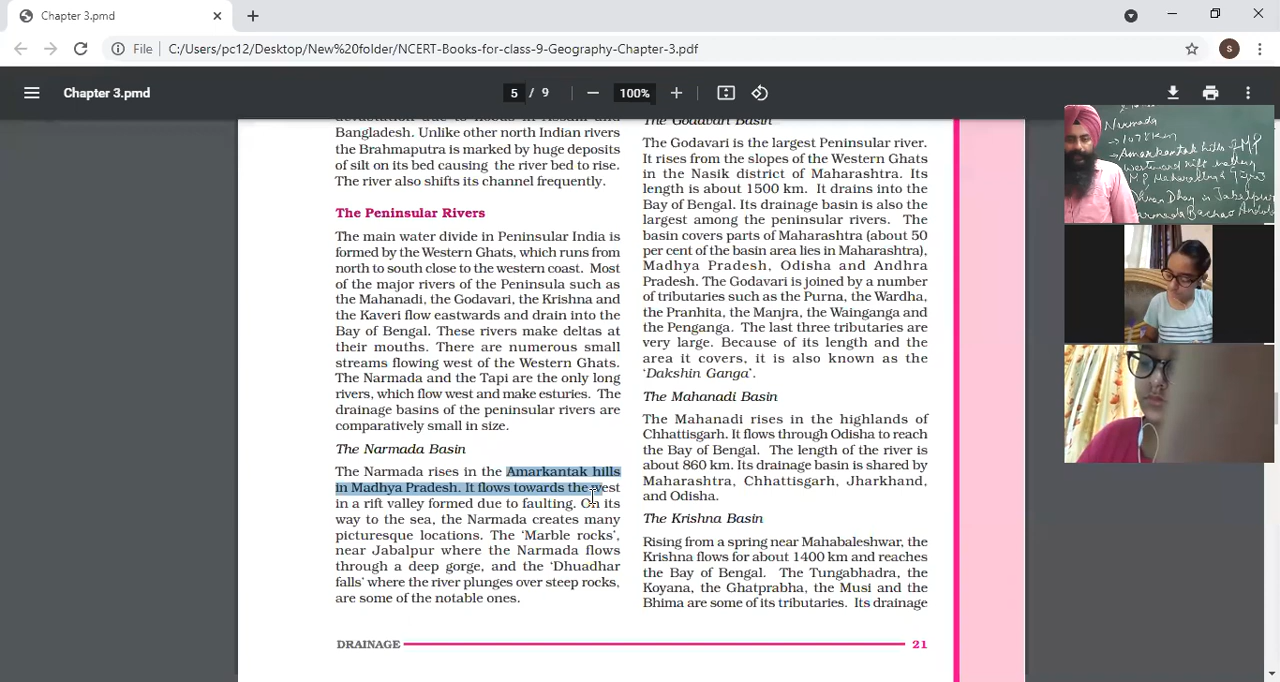 Chapter 3.pmd
File
C:/Users/pc12/Desktop/New%20folder/NCERT-Books-for-class-9-Geography-Chapter-3.pdf
S
Chapter 3.pmd
5 / 9
100%
devastation due to floods in Assam and
Bangladesh. Unlike other north Indian rivers
the Brahnaputra is marked by huge deposits
of silt on its bed causing the river bed to rise.
The river also shifts its channel frequently.
The Peninsular Rivers
The main water divide in Peninsular India is
formed by the Western Ghats, which runs from
north to south close to the western coast. Most
of the major rivers of the Peninsula such as
the Mahanadi, the Godavari, the Krishna and
the Kaveri flow eastwards and drain into the
Bay of Bengal. These rivers make deltas at
their mouths. There are numerous small
streams flowing west of the Western Ghats.
The Narmada and the Tapi are the only long
rivers, which flow west and make esturies. The
drainage basins of the peninsular rivers are
comparatively small in size.
The Narmada Basin
The Narmada rises in the Amarkantak hills
in Madhya Pradesh. It flows towards the west
in a rift valley formed due to faulting. On its
way to the sea, the Narmada creates many
picturesque locations. The ‘Marble rocks’,
near Jabalpur where the Narmada flows
through a deep gorge, and the ‘Dhuadhar
falls’ where the river plunges over steep rocks,
are some of the notable ones.
The Godavari Basin
The Godavari is the largest Peninsular river.
It rises from the slopes of the Western Ghats
in the Nasik district of Maharashtra. Its
length is about 1500 km. It drains into the
Bay of Bengal. Its drainage basin is also the
largest among the peninsular rivers. The
basin covers parts of Maharashtra (about 50
per cent of the basin area lies in Maharashtra),
Madhya Pradesh, Odisha and Andhra
Pradesh. The Godavari is joined by a number
of tributaries such as the Purna, the Wardha,
the Pranhita, the Manjra, the Wainganga and
the Penganga. The last three tributaries are
very large. Because of its length and the
area it covers, it is also known as the
‘Dakshin Ganga’.
The Mahanadi Basin
The Mahanadi rises in the highlands of
Chhattisgarh. It flows through Odisha to reach
the Bay of Bengal. The length of the river is
about 860 km. Its drainage basin is shared by
Maharashtra, Chhattisgarh, Jharkhand,
and Odisha.
The Krishna Basin
Rising from a spring near Mahabaleshwar, the
Krishna flows for about 1400 km and reaches
the Bay of Bengal. The Tungabhadra, the
Koyana, the Ghatprabha, the Musi and the
Bhima are some of its tributaries. Its drainage
DRAINAGE
21
Narmada
Amarkantak hills of MP
westward rift valley
MP Maharashtra &
in Jabalpur
Bachao